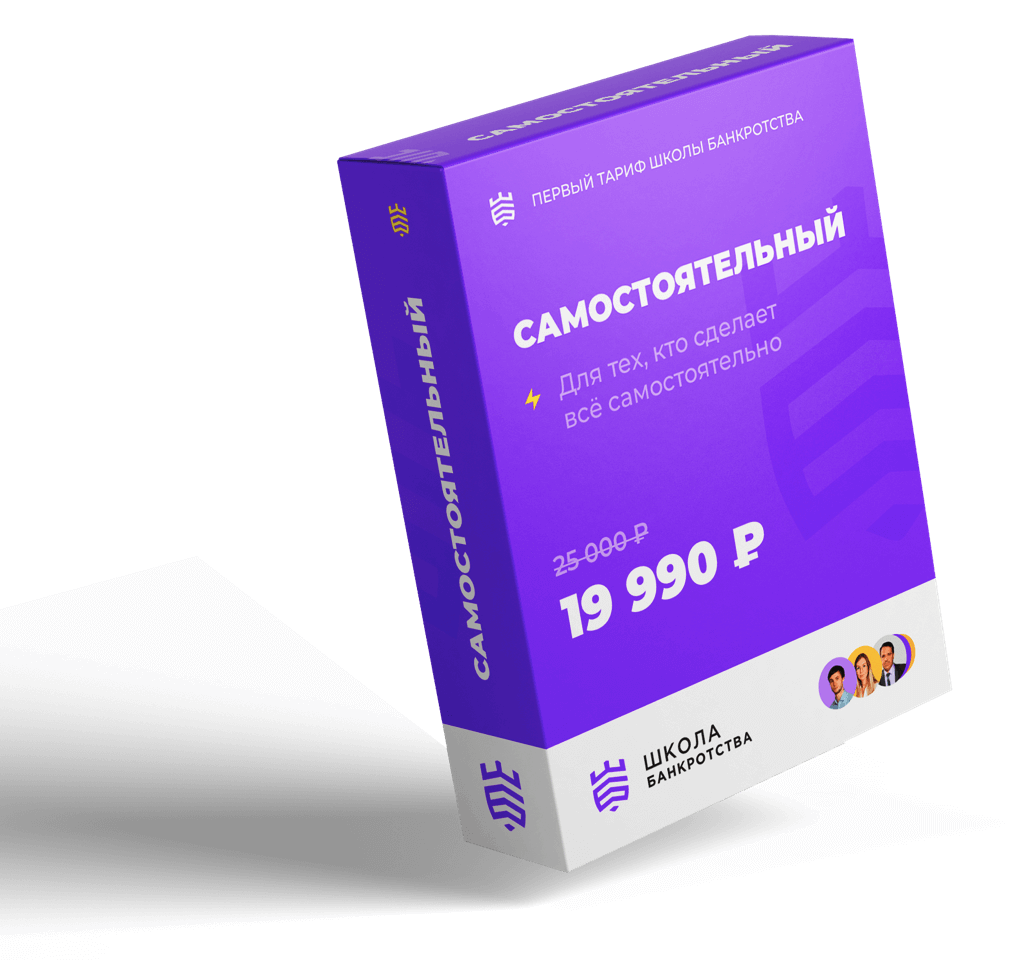 САМОСТОЯТЕЛЬНЫЙ
ПЕРВЫЙ ТАРИФ ШКОЛЫ БАНКРОТСТВА
САМОСТОЯТЕЛЬНЫЙ
Для тех, кто сделает
всё самостоятельно
25 000 ₽
19 990 ₽
ШКОЛА
БАНКРОТСТВА
САМОСТОЯТЕЛЬНЫЙ